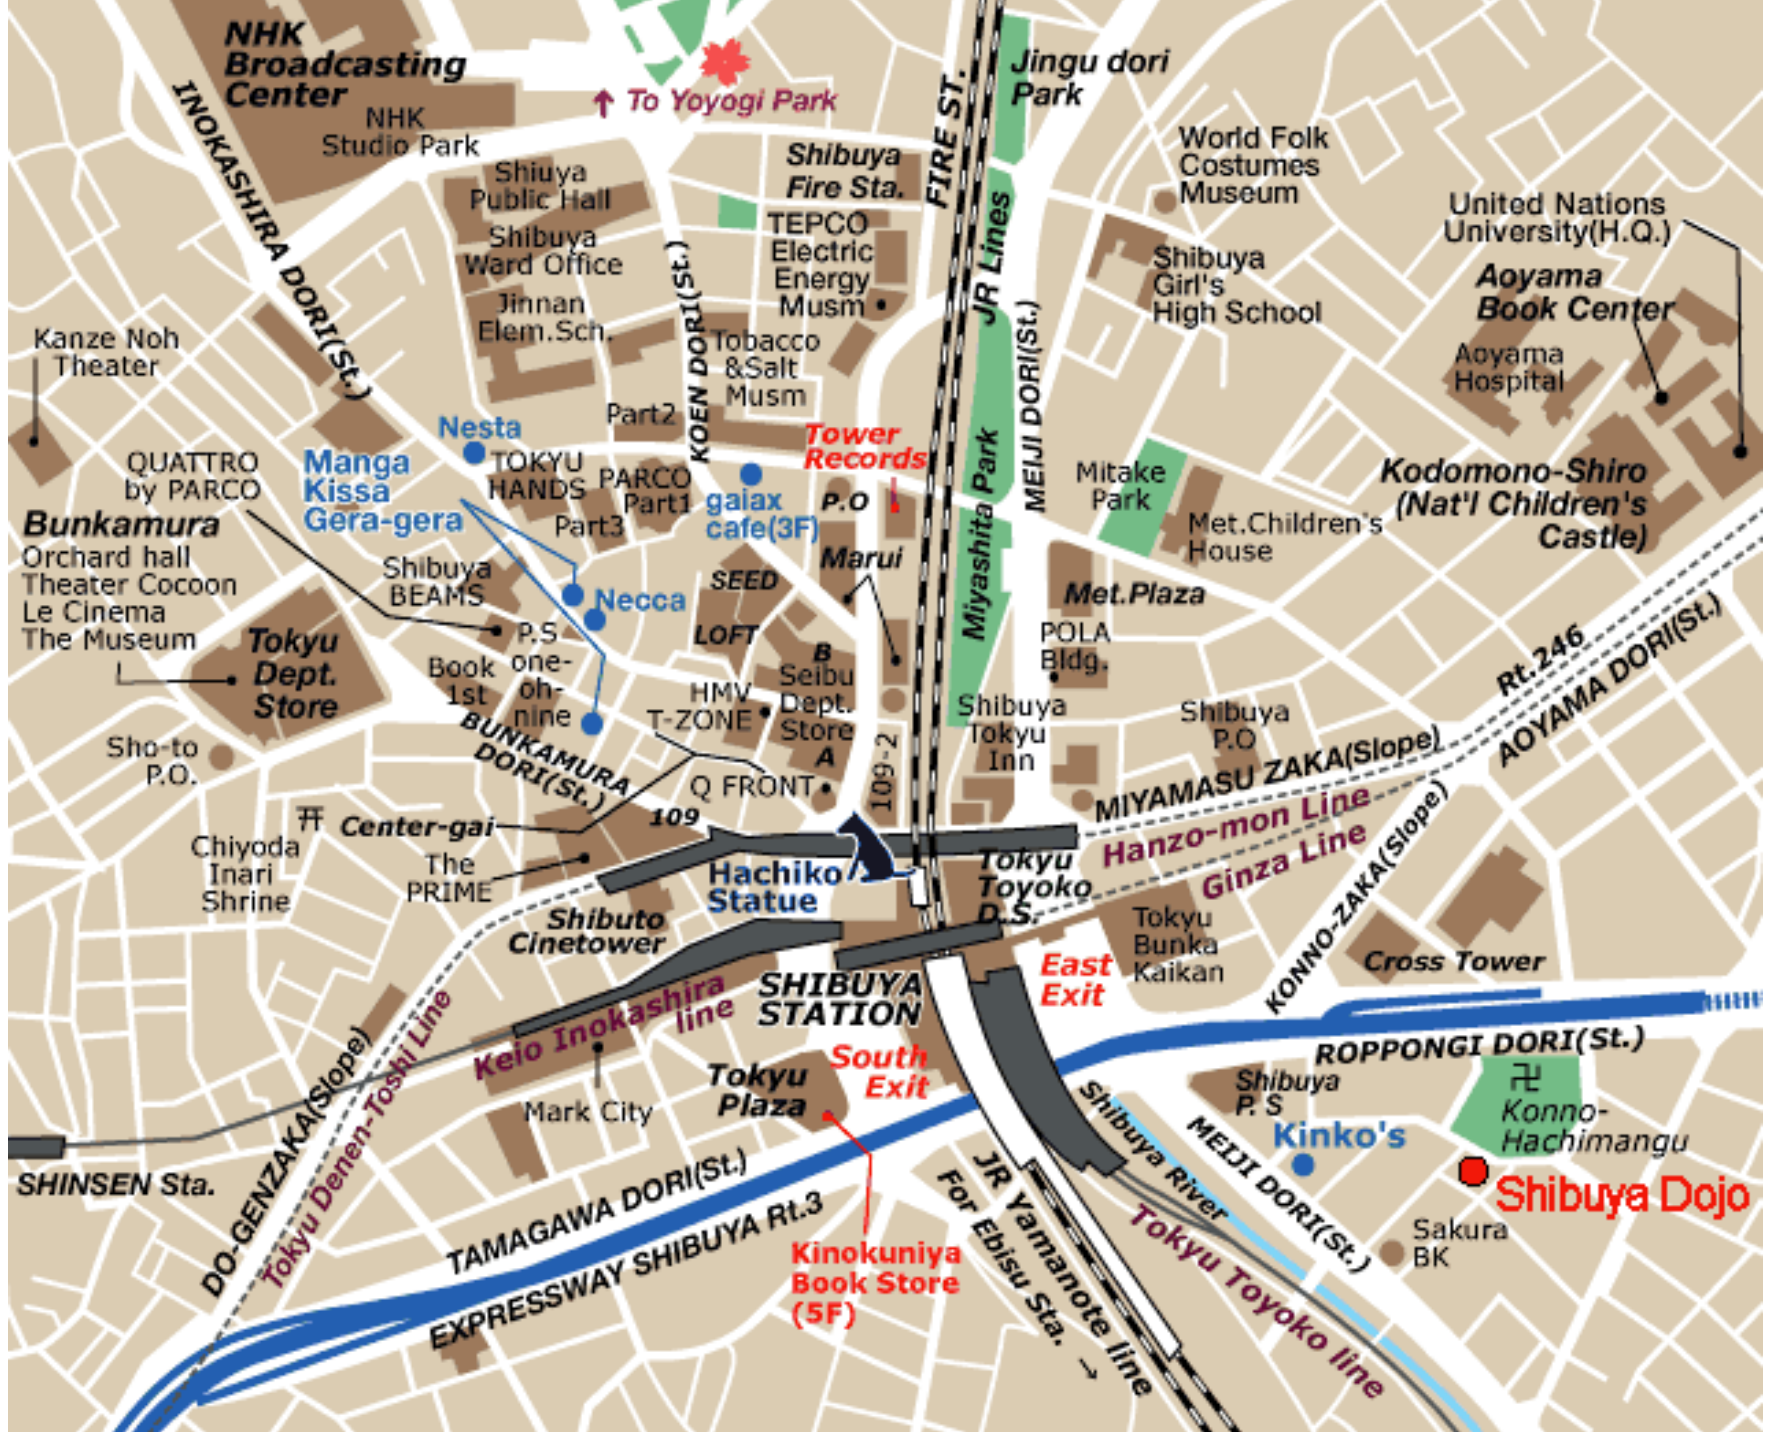 NHK
Broadcasting
Center
NHK
Studio Park
INOKASHIRA DORI(St.)
↑ To Yoyogi Park
Shiuya
Public Hall
Shibuya
Ward Office
Jinnan
Elem.Sch.
KOEN DORI(St.)
Shibuya
Fire Sta.
TEPCO
Electric
Energy
Musm
FIRE ST.
JR Lines
Jingu dori
Park
World Folk
Costumes
Museum
Shibuya
Girl's
High School
United Nations
University(H.Q.)
Aoyama
Book Center
Aoyama
Hospital
Kanze Noh
Theater
Tobacco
&Salt
Musm
Part2
MEIJI DORI(St.)
Nesta
Manga
Kissa
Gera-gera
QUATTRO
by PARCO
TOKYU
HANDS
PARCO
Part1
Part3
gaiax
cafe(3F)
Tower
Records
P.O
Marui
Miyashita Park
Mitake
Park
Met.Children's
House
Kodomono-Shiro
(Nat'l Children's
Castle)
Bunkamura
Orchard hall
Theater Cocoon
Le Cinema
The Museum
Tokyu
Dept.
Store
Shibuya
BEAMS
Necca
P.S
Book
1st
one-
oh-
nine
SEED
LOFT
B
Seibu
Dept.
Store
A
HMV
T-ZONE
Q FRONT
109-2
Met.Plaza
POLA
Bldg.
Shibuya
Tokyu
Inn
Shibuya
P.O
Rt.246
AOYAMA DORI(St.)
MIYAMASU ZAKA(Slope)
Hanzo-mon Line
Ginza Line
Sho-to
P.O.
BUNKAMURA
DORI(St.)
Chiyoda
Inari
Shrine
Center-gai
109
The
PRIME
Hachiko
Statue
Tokyu
Toyoko
D.S.
Shibuto
Cinetower
Tokyu
Bunka
Kaikan
KONNO-ZAKA(Slope)
Cross Tower
SHIBUYA
STATION
East
Exit
Keio Inokashira
line
South
Exit
Tokyu
Plaza
Mark City
SHINSEN Sta.
DO-GENZAKA(Slope)
Tokyu Denen-Toshi Line
ROPPONGI DORI(St.)
Shibuya
P. S
Kinko's
卍
Konno-
Hachimangu
Shibuya Dojo
Sakura
BK
Shibuya River
MEIJI DORI(St.)
TAMAGAWA DORI(St.)
EXPRESSWAY SHIBUYA Rt.3
Kinokuniya
Book Store
(5F)
JR Yamanote line
For Ebisu Sta. →
Tokyu Toyoko line